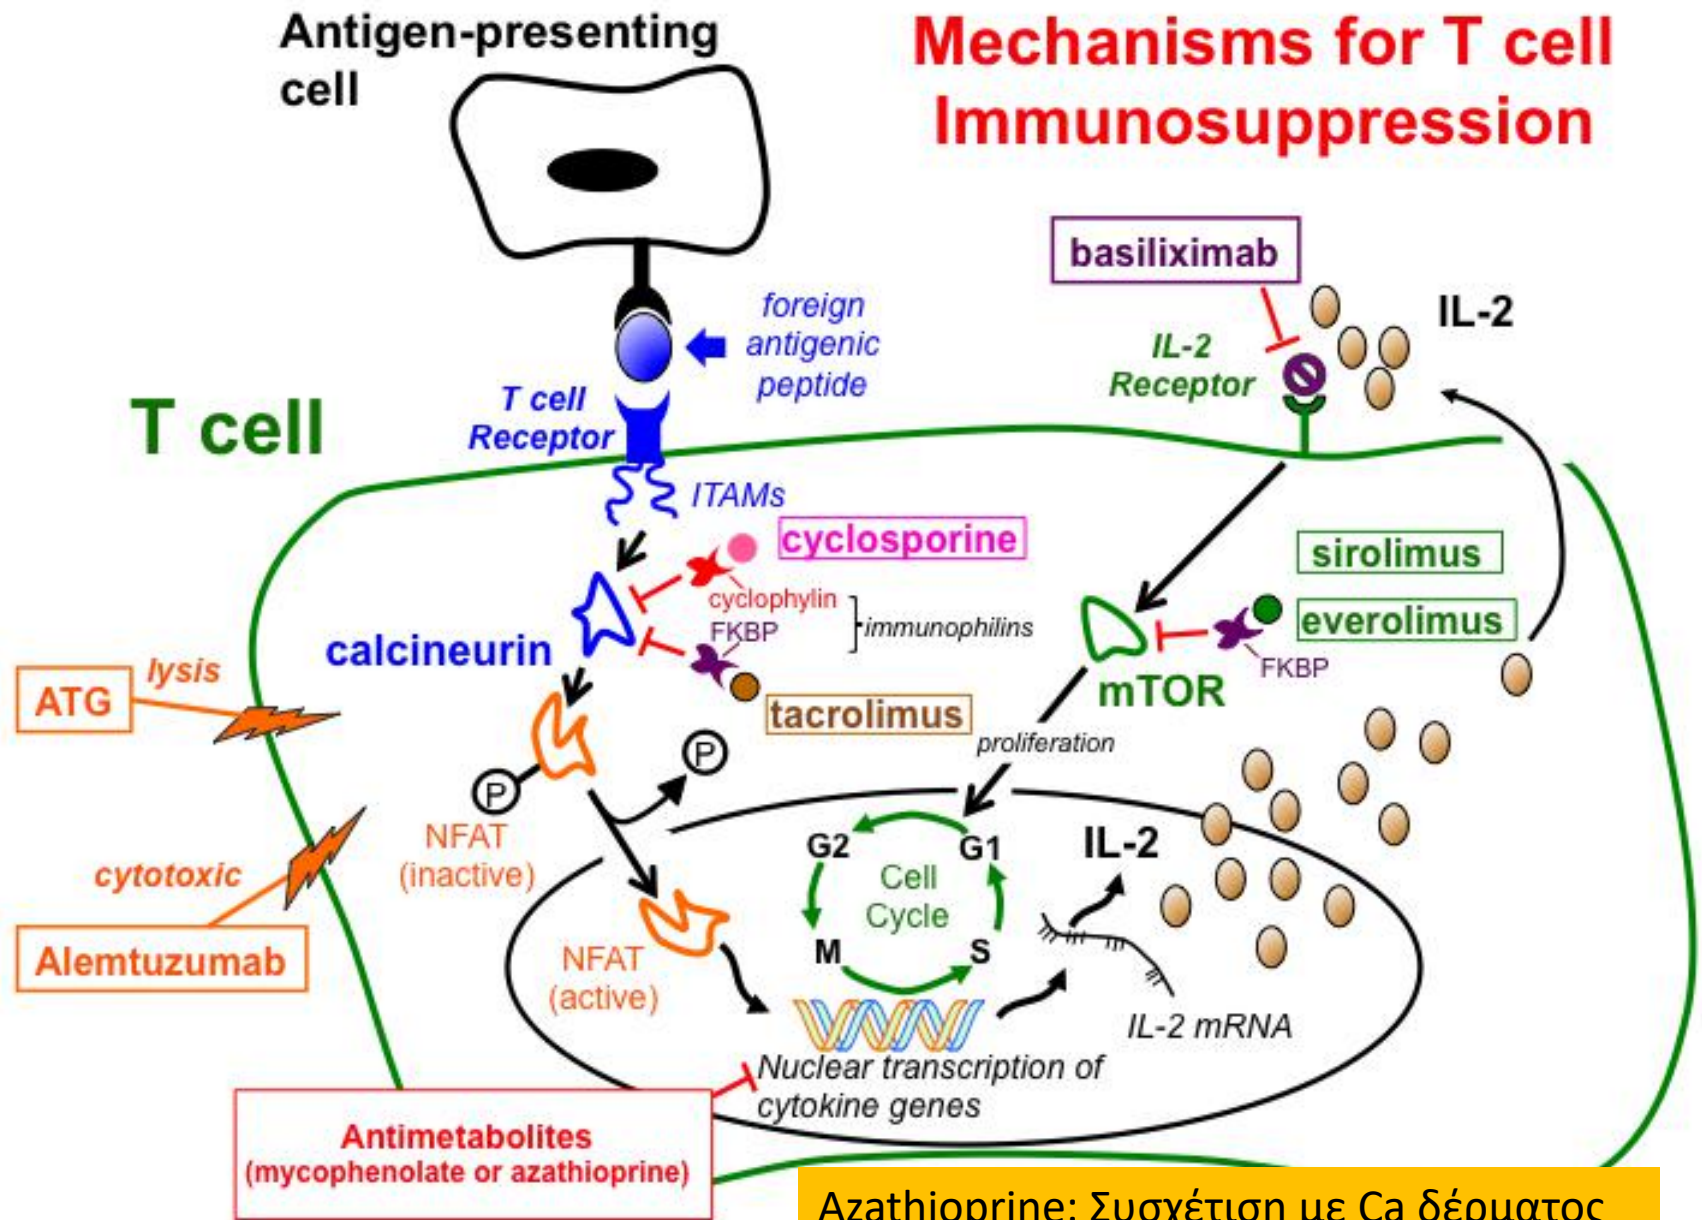 Antigen-presenting
cell
Mechanisms for T cell
Immunosuppression
basiliximab
IL-2
IL-2
Receptor
foreign
antigenic
peptide
T cell
Receptor
T cell
ITAMs
cyclosporine
cyclophylin
FKBP
immunophilins
calcineurin
tacrolimus
sirolimus
everolimus
FKBP
mTOR
proliferation
lysis
ATG
P
P
NFAT
(inactive)
cytotoxic
Alemtuzumab
G2
G1
Cell
Cycle
M
S
IL-2
NFAT
(active)
IL-2 mRNA
Nuclear transcription of
cytokine genes
Antimetabolites
(mycophenolate or azathioprine)
Azathioprine: Συσχέτιση με Ca δέρματος